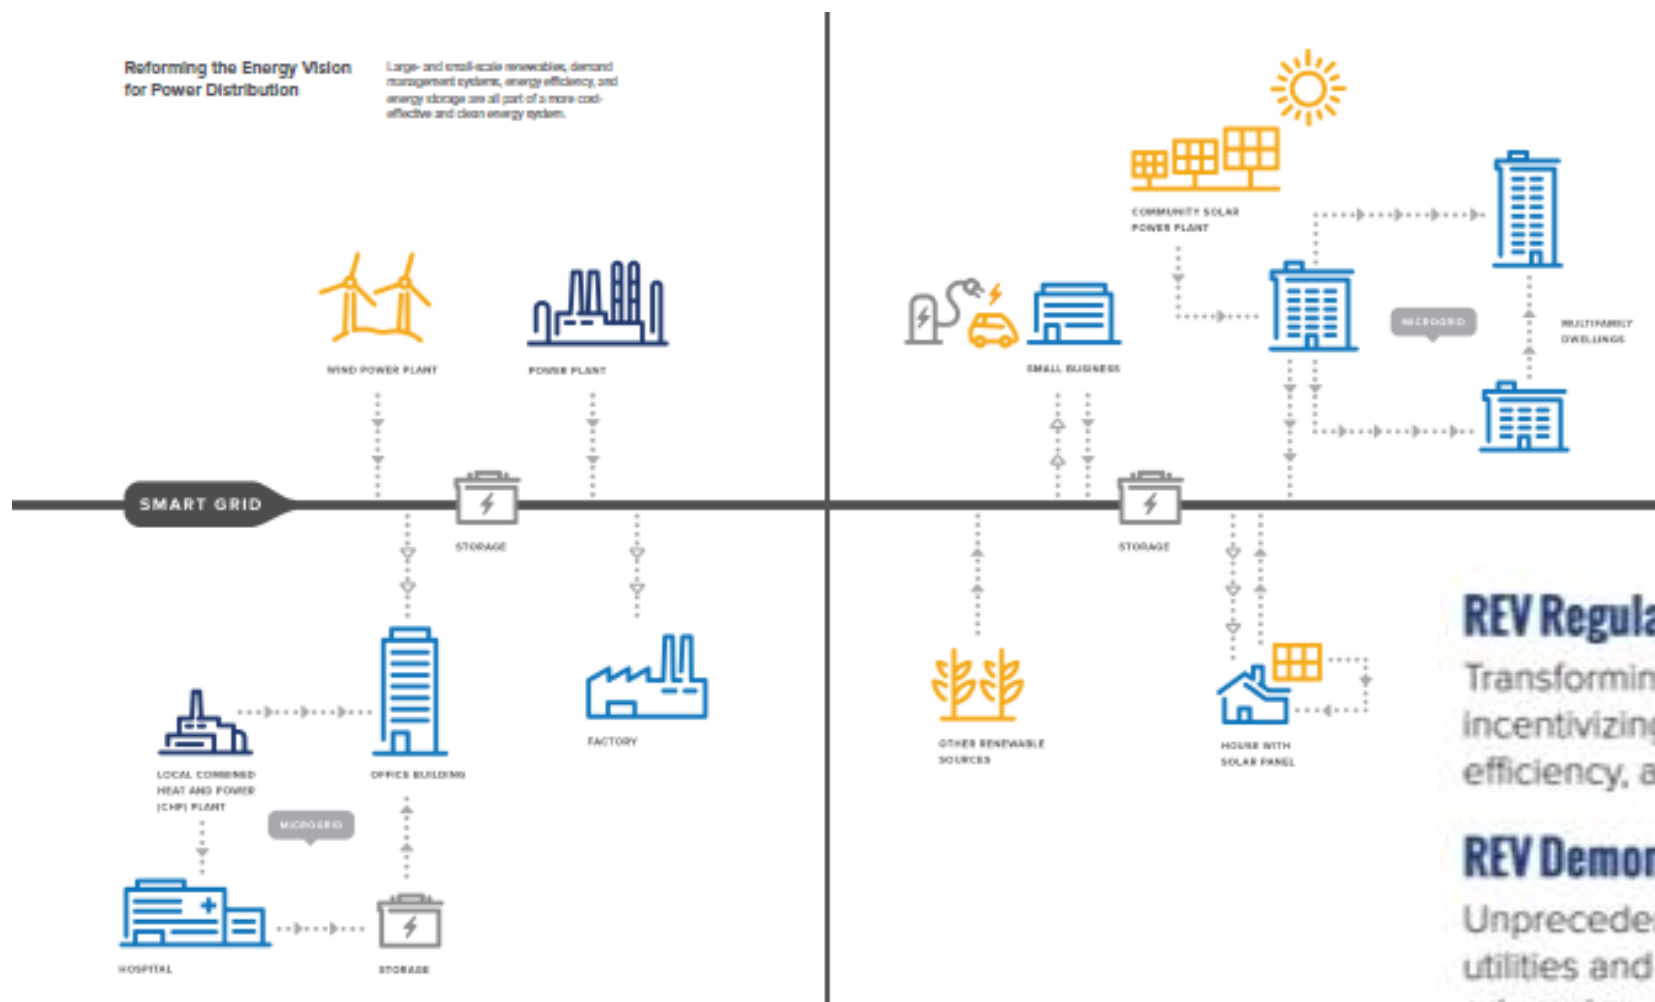 Reforming the Energy Vision
for Power Distribution
Large- and small-scale renewables, demand
management systems, energy efficiency, and
energy storage are all part of a more cost-
effective and clean energy system.
COMMUNITY SOLAR
POWER PLANT
MICROGRID
MULTIFAMILY
DWELLINGS
WIND POWER PLANT
POWER PLANT
SMALL BUSINESS
SMART GRID
STORAGE
STORAGE
FACTORY
OTHER RENEWABLE
SOURCES
HOUSE WITH
SOLAR PANEL
LOCAL COMBINED
HEAT AND POWER
(CHP) PLANT
OFFICE BUILDING
MICROGRID
HOSPITAL
STORAGE
REV Regula
Transformin
incentivizing
efficiency, a
REV Demon
Unpreceden
utilities and